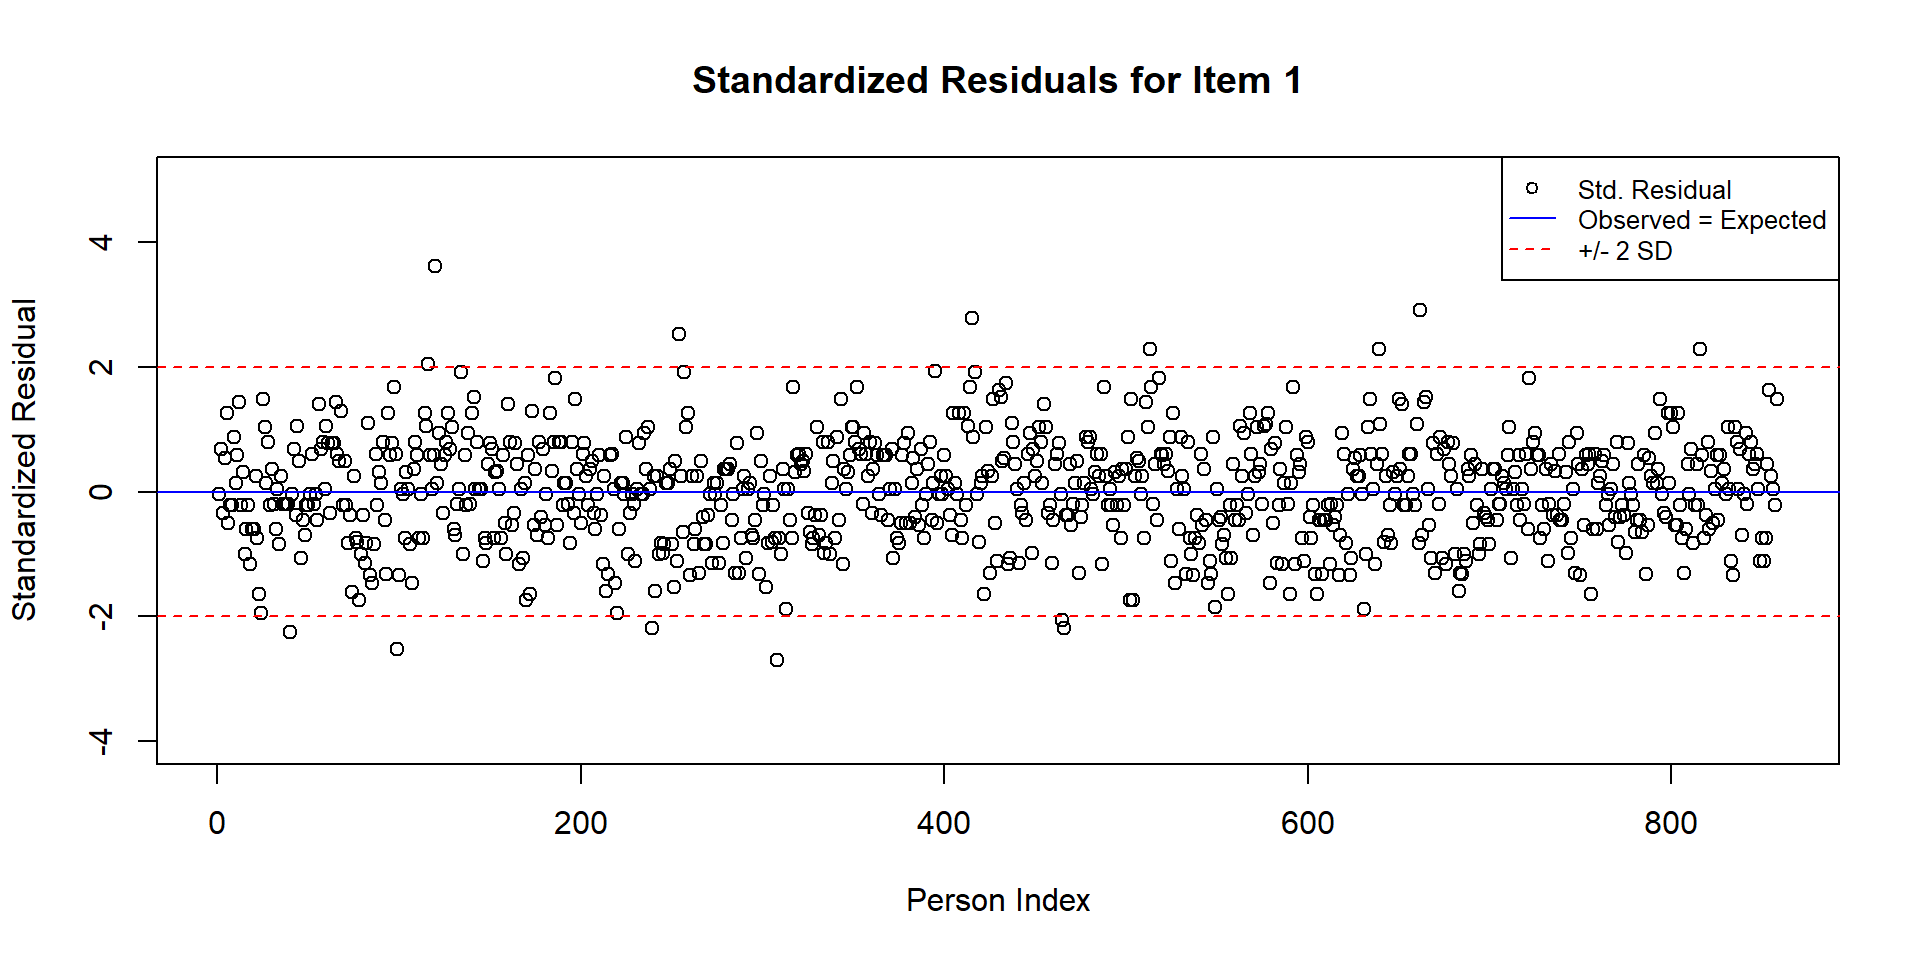 Standardized Residuals for Item 1
Std. Residual
Observed = Expected
+/- 2 SD
Standardized Residual
4
2
0
-2
-4
0 200 400 600 800
Person Index